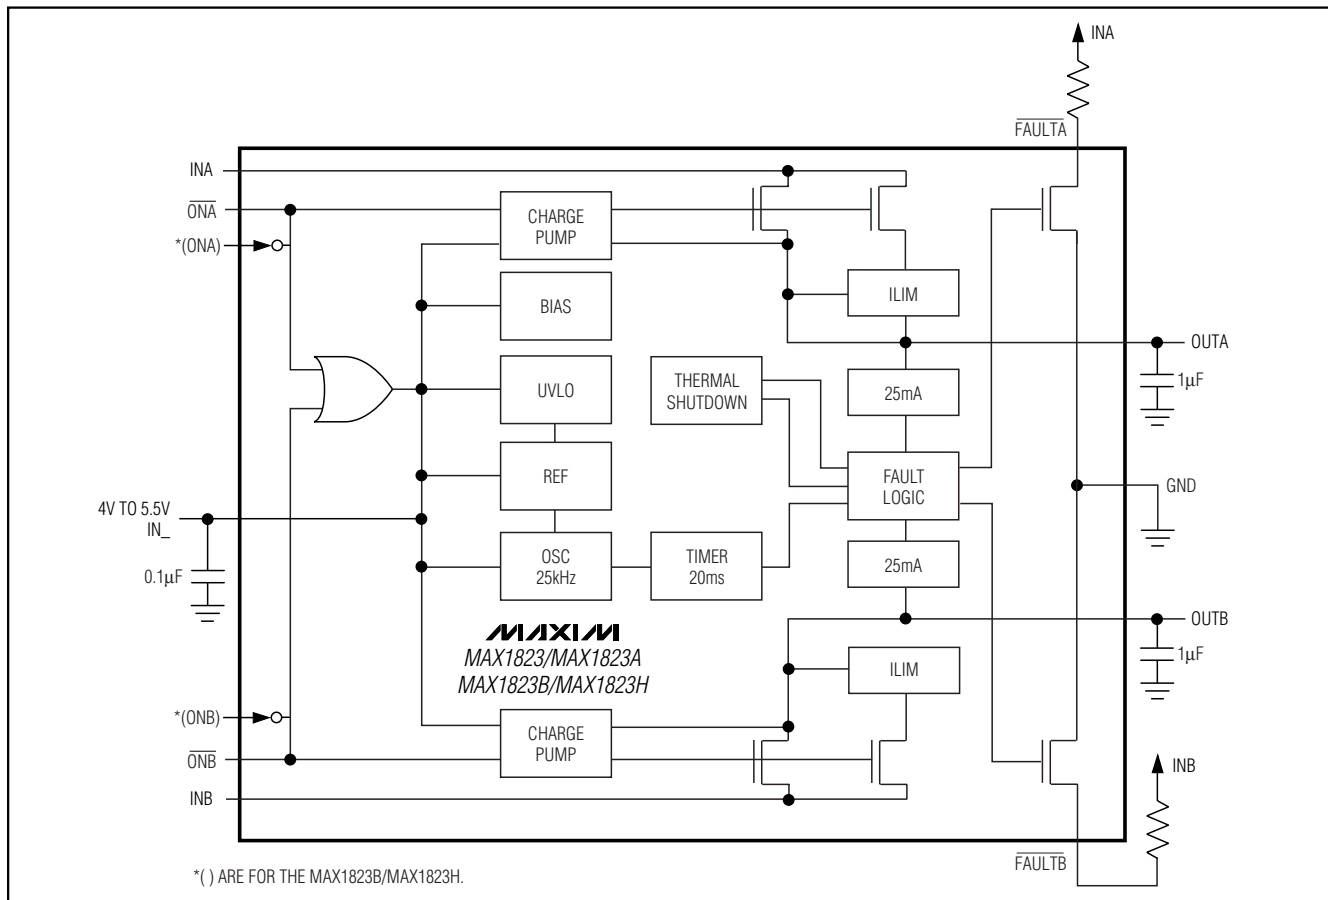 INA
FAULTA
INA
ONA
*(ONA)
CHARGE
PUMP
BIAS
ILIM
OUTA
1µF
UVLO
THERMAL
SHUTDOWN
25mA
REF
FAULT
LOGIC
GND
4V TO 5.5V
IN_
0.1µF
OSC
25kHz
TIMER
20ms
25mA
OUTB
1µF
MAXIM
MAX1823/MAX1823A
MAX1823B/MAX1823H
ILIM
*(ONB)
CHARGE
PUMP
ONB
INB
INB
FAULTB
*( ) ARE FOR THE MAX1823B/MAX1823H.